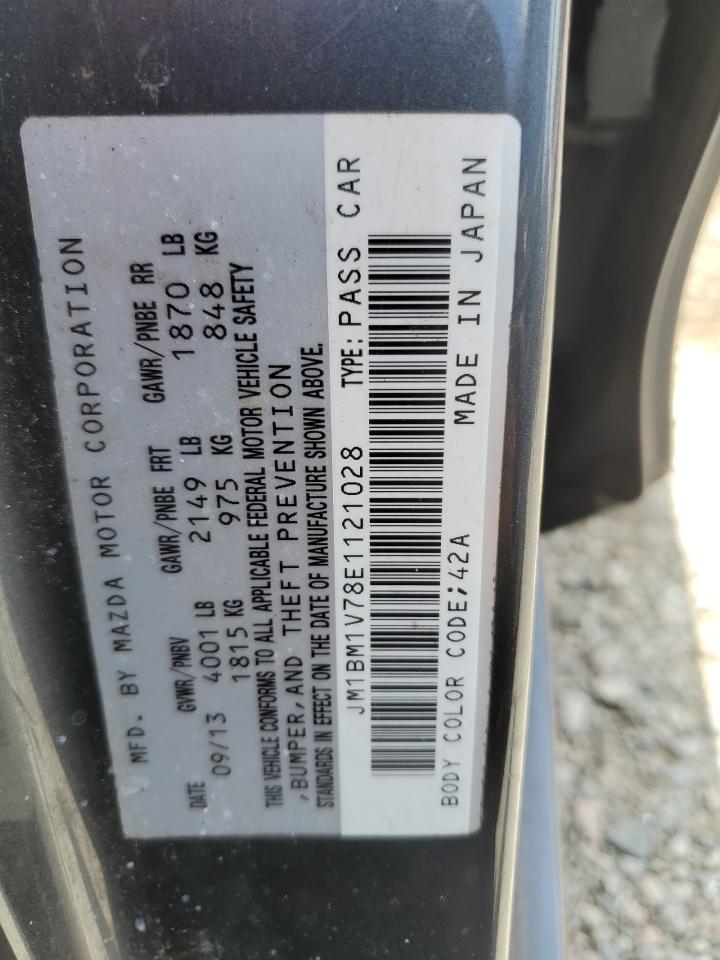 MFD. BY MAZDA MOTOR CORPORATION
DATE GVWR/PNBV GAWR/PNBE FRT GAWR/PNBE RR
09/13 4001 LB 2149 LB 1870 LB
1815 KG 975 KG 848 KG
THIS VEHICLE CONFORMS TO ALL APPLICABLE FEDERAL MOTOR VEHICLE SAFETY
,BUMPER,AND THEFT PREVENTION
STANDARDS IN EFFECT ON THE DATE OF MANUFACTURE SHOWN ABOVE.
JM1BM1V78E1121028 TYPE: PASS CAR
BODY COLOR CODE;42A MADE IN JAPAN